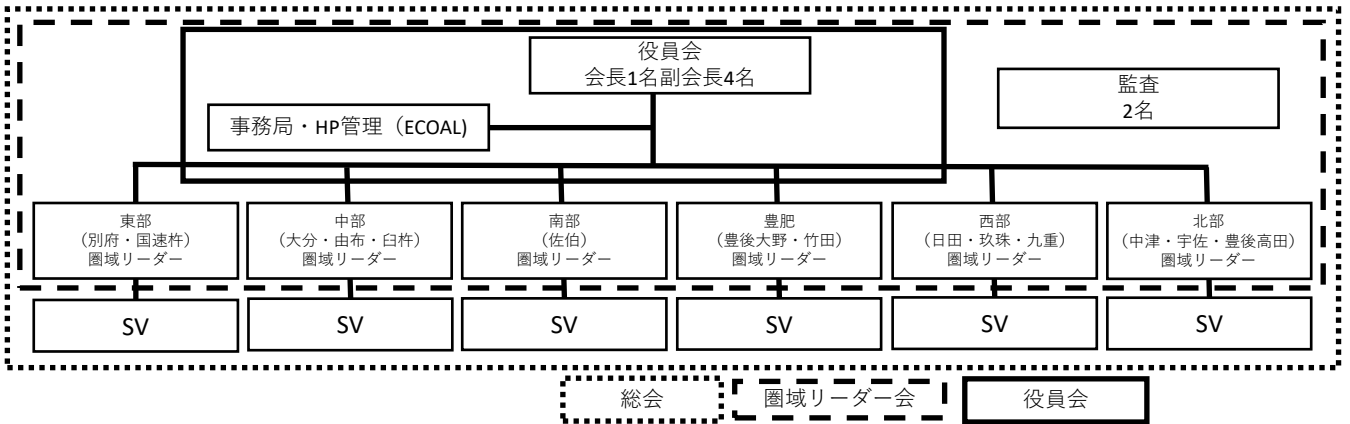 役員会
会長1名副会長4名
監査
2名
事務局・HP管理（ECOAL)
東部
（別府・国速杵）
圏域リーダー
中部
（大分・由布・臼杵）
圏域リーダー
南部
（佐伯）
圏域リーダー
豊肥
（豊後大野・竹田）
圏域リーダー
西部
（日田・玖珠・九重）
圏域リーダー
北部
（中津・宇佐・豊後高田）
圏域リーダー
SV
SV
SV
SV
SV
SV
総会
圏域リーダー会
役員会